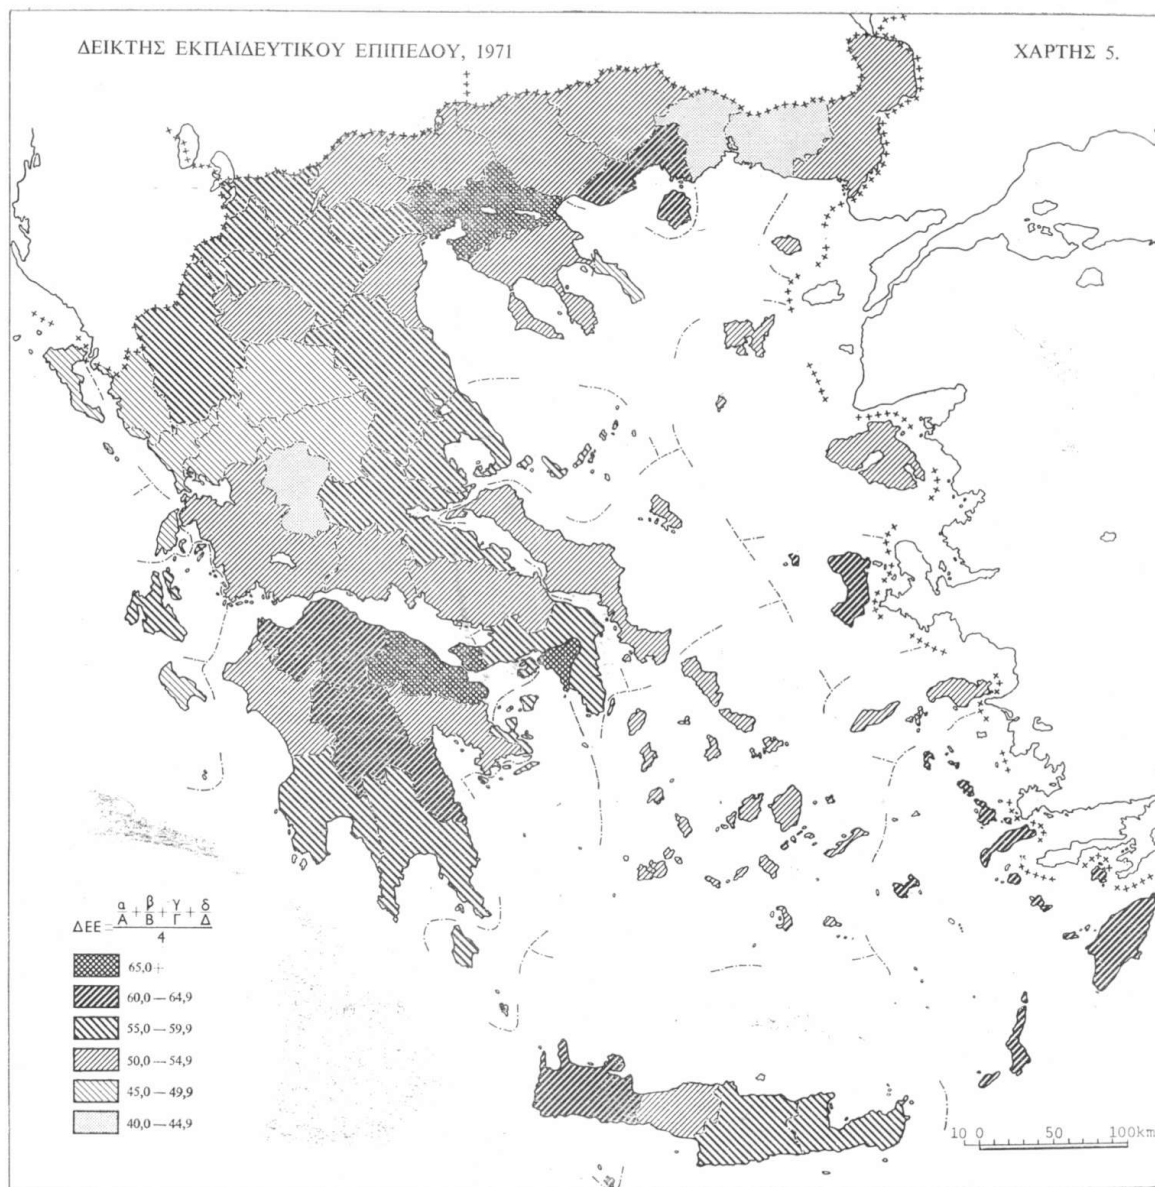 ΔΕΙΚΤΗΣ ΕΚΠΑΙΔΕΥΤΙΚΟΥ ΕΠΙΠΕΔΟΥ, 1971
ΧΑΡΤΗΣ 5.
ΔΕΕ = α/Α + β/Β + γ/Γ + δ/Δ
4
65,0+
60,0 — 64,9
55,0 — 59,9
50,0 — 54,9
45,0 — 49,9
40,0 — 44,9
10 0 50 100km